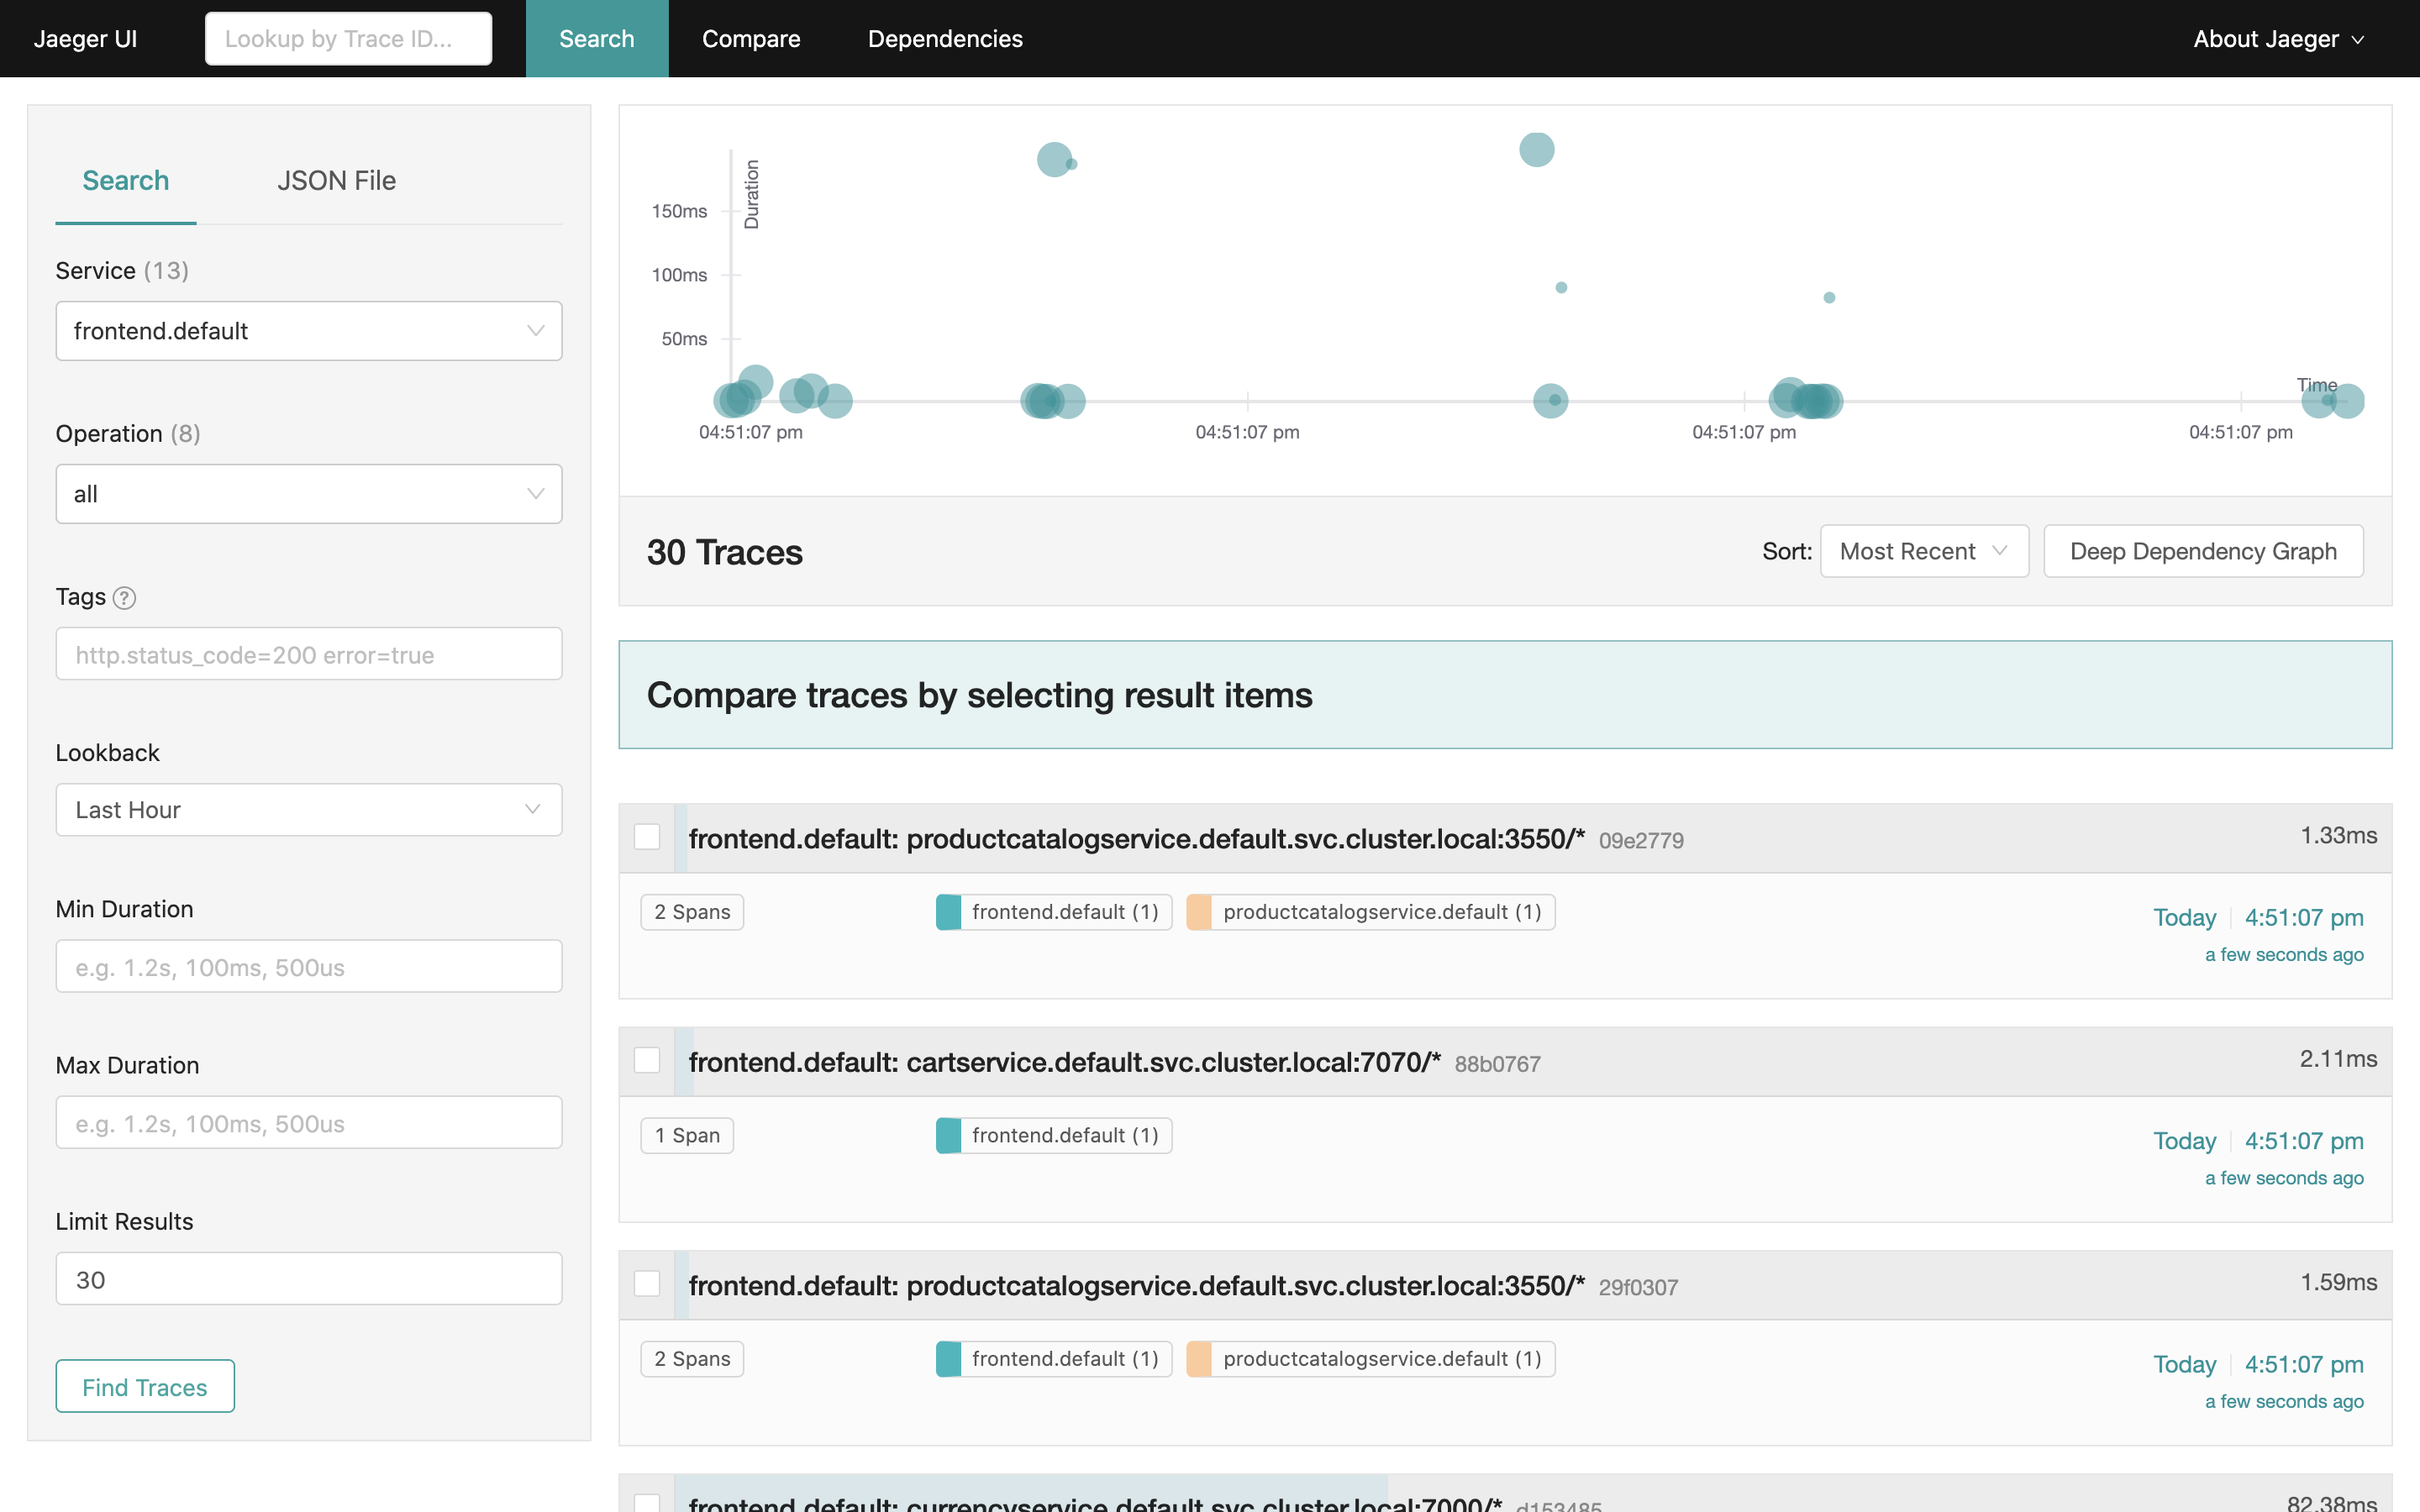 Jaeger UI
Lookup by Trace ID...
Search
Compare
Dependencies
About Jaeger
Search
JSON File
Service (13)
frontend.default
Operation (8)
all
Tags ?
http.status_code=200 error=true
Lookback
Last Hour
Min Duration
e.g. 1.2s, 100ms, 500us
Max Duration
e.g. 1.2s, 100ms, 500us
Limit Results
30
Find Traces
Duration
150ms
100ms
50ms
Time
04:51:07 pm
04:51:07 pm
04:51:07 pm
04:51:07 pm
30 Traces
Sort:
Most Recent
Deep Dependency Graph
Compare traces by selecting result items
frontend.default: productcatalogservice.default.svc.cluster.local:3550/* 09e2779
1.33ms
2 Spans
frontend.default (1)
productcatalogservice.default (1)
Today
4:51:07 pm
a few seconds ago
frontend.default: cartservice.default.svc.cluster.local:7070/* 88b0767
2.11ms
1 Span
frontend.default (1)
Today
4:51:07 pm
a few seconds ago
frontend.default: productcatalogservice.default.svc.cluster.local:3550/* 29f0307
1.59ms
2 Spans
frontend.default (1)
productcatalogservice.default (1)
Today
4:51:07 pm
a few seconds ago
frontend.default: currencyservice.default.svc.cluster.local:7000/* d153485
82.38ms